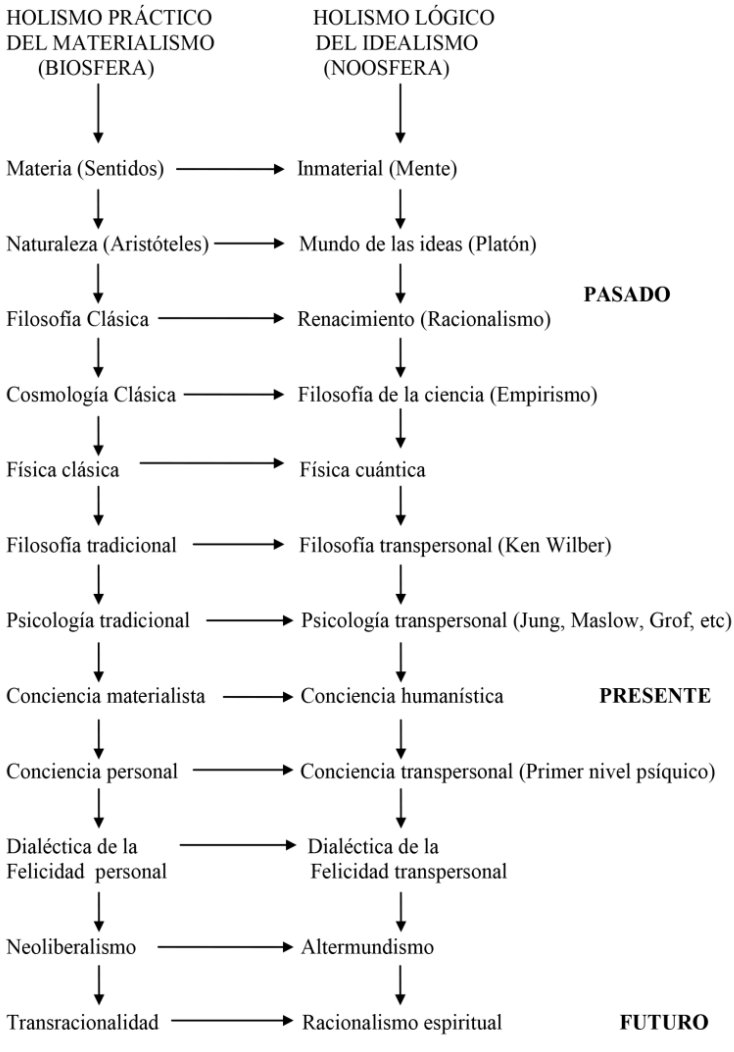 HOLISMO PRÁCTICO HOLISMO LÓGICO
DEL MATERIALISMO DEL IDEALISMO
(BIOSFERA) (NOOSFERA)
Materia (Sentidos) Inmaterial (Mente)
Naturaleza (Aristóteles) Mundo de las ideas (Platón)
PASADO
Filosofía Clásica Renacimiento (Racionalismo)
Cosmología Clásica Filosofía de la ciencia (Empirismo)
Física clásica Física cuántica
Filosofía tradicional Filosofía transpersonal (Ken Wilber)
Psicología tradicional Psicología transpersonal (Jung, Maslow, Grof, etc)
Conciencia materialista Conciencia humanística PRESENTE
Conciencia personal Conciencia transpersonal (Primer nivel psíquico)
Dialéctica de la Dialéctica de la
Felicidad personal Felicidad transpersonal
Neoliberalismo Altermundismo
Transracionalidad Racionalismo espiritual FUTURO